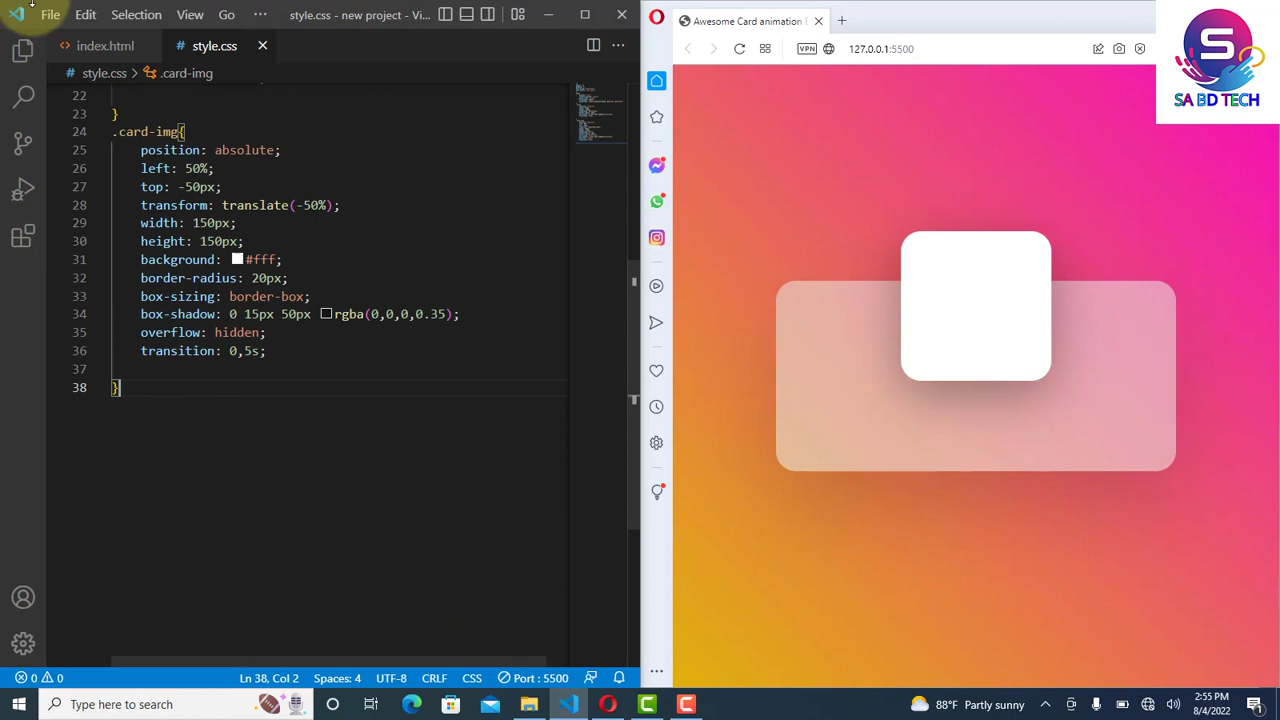 File Edit Selection ··· style.css - new project - Vi...
Awesome Card animation E
index.html style.css ···
127.0.0.1:5500
VPN
style.css > .card-img
SA BD TECH
22
23 }
24 .card-img{
25 position: absolute;
26 left: 50%;
27 top: -50px;
28 transform: translate(-50%);
29 width: 150px;
30 height: 150px;
31 background: #fff;
32 border-radius: 20px;
33 box-sizing: border-box;
34 box-shadow: 0 15px 50px rgba(0,0,0,0.35);
35 overflow: hidden;
36 transition: 0,5s;
37
38 }
0 0 Ln 38, Col 2 Spaces: 4 UTF-8 CRLF CSS Port : 5500
Type here to search
88°F Partly sunny
2:55 PM
8/4/2022